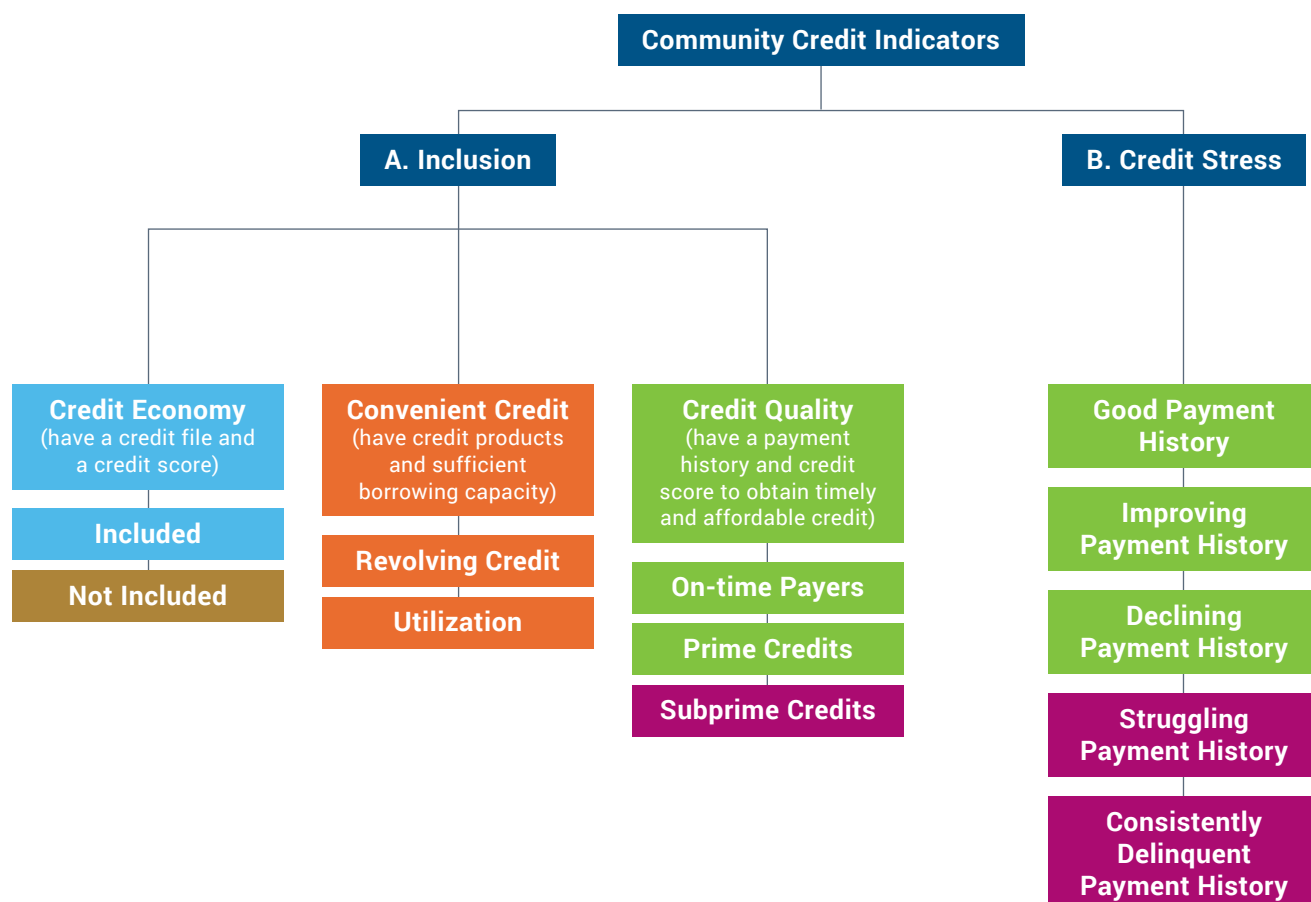 Community Credit Indicators
A. Inclusion
B. Credit Stress
Credit Economy
(have a credit file and
a credit score)
Included
Not Included
Convenient Credit
(have credit products
and sufficient
borrowing capacity)
Revolving Credit
Utilization
Credit Quality
(have a payment
history and credit
score to obtain timely
and affordable credit)
On-time Payers
Prime Credits
Subprime Credits
Good Payment
History
Improving
Payment History
Declining
Payment History
Struggling
Payment History
Consistently
Delinquent
Payment History